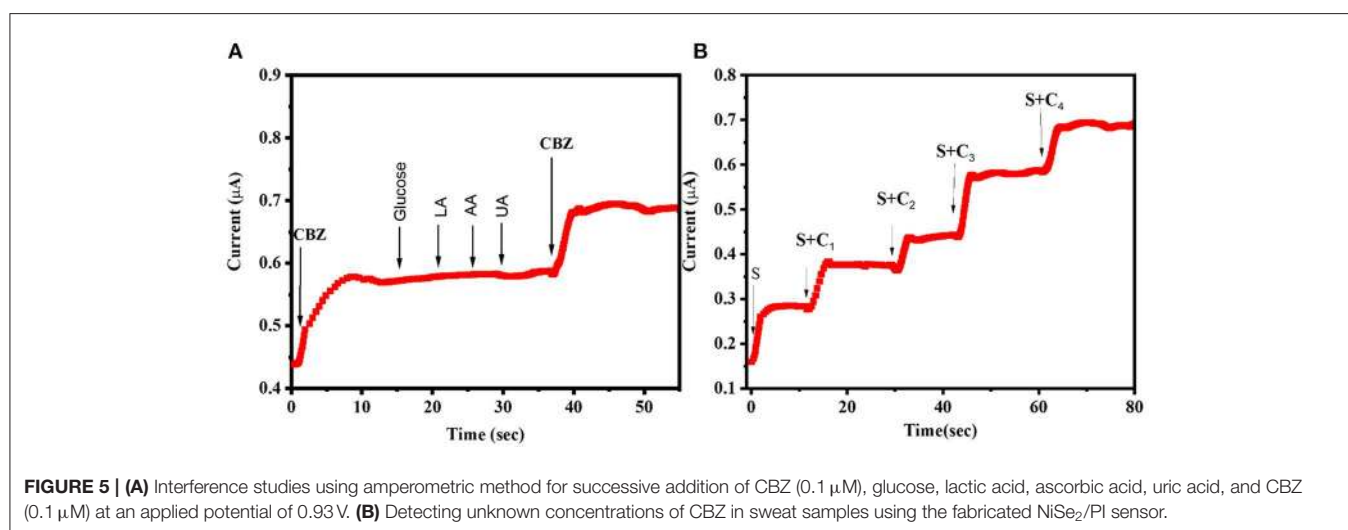 A
B
0.9
0.8
0.7
0.6
0.5
0.4
Current (μA)
CBZ
Glucose
LA
AA
UA
CBZ
0
10
20
30
40
50
Time (sec)
0.8
0.7
0.6
0.5
0.4
0.3
0.2
0.1
Current (μA)
S
S+C₁
S+C₂
S+C₃
S+C₄
0
20
40
60
80
Time(sec)
FIGURE 5 | (A) Interference studies using amperometric method for successive addition of CBZ (0.1 μM), glucose, lactic acid, ascorbic acid, uric acid, and CBZ
(0.1 μM) at an applied potential of 0.93 V. (B) Detecting unknown concentrations of CBZ in sweat samples using the fabricated NiSe₂/PI sensor.